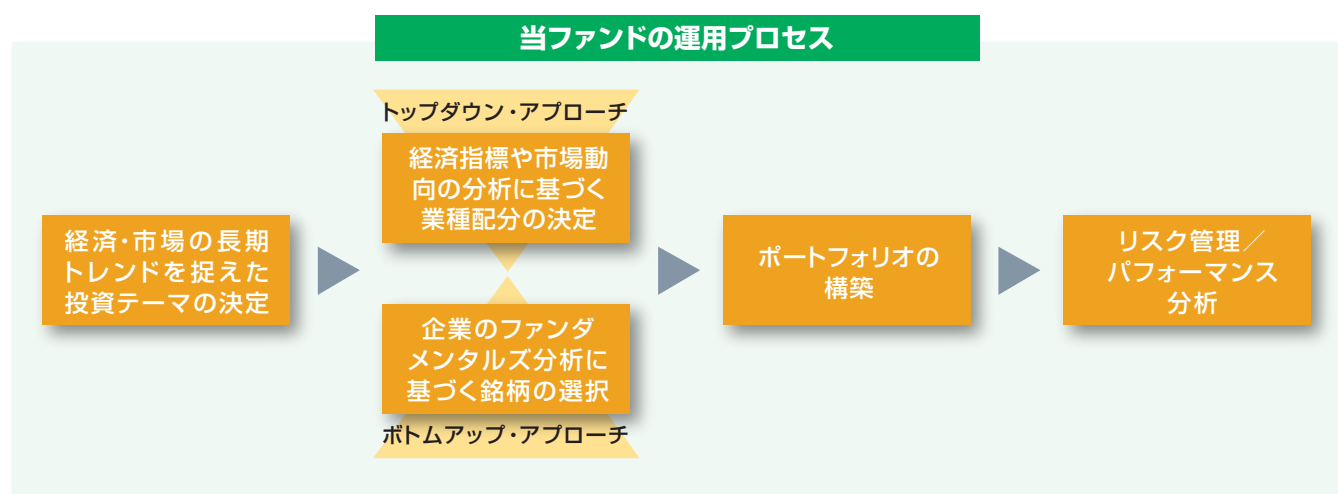 当ファンドの運用プロセス
経済・市場の長期
トレンドを捉えた
投資テーマの決定
トップダウン・アプローチ
経済指標や市場動
向の分析に基づく
業種配分の決定
企業のファンダ
メンタルズ分析に
基づく銘柄の選択
ボトムアップ・アプローチ
ポートフォリオの
構築
リスク管理／
パフォーマンス
分析